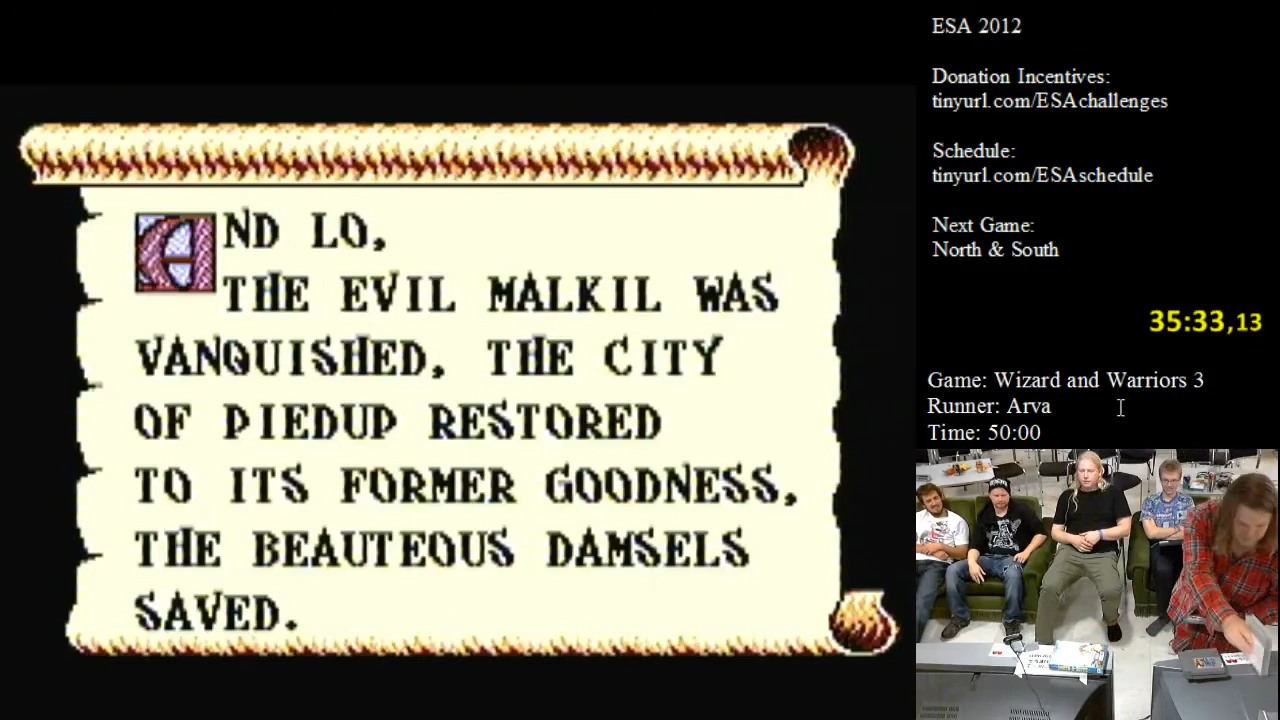 AND LO,
THE EVIL MALKIL WAS
VANQUISHED, THE CITY
OF PIEDUP RESTORED
TO ITS FORMER GOODNESS,
THE BEAUTEOUS DAMSELS
SAVED.
ESA 2012
Donation Incentives:
tinyurl.com/ESAchallenges
Schedule:
tinyurl.com/ESAschedule
Next Game:
North & South
35:33,13
Game: Wizard and Warriors 3
Runner: Arva
Time: 50:00